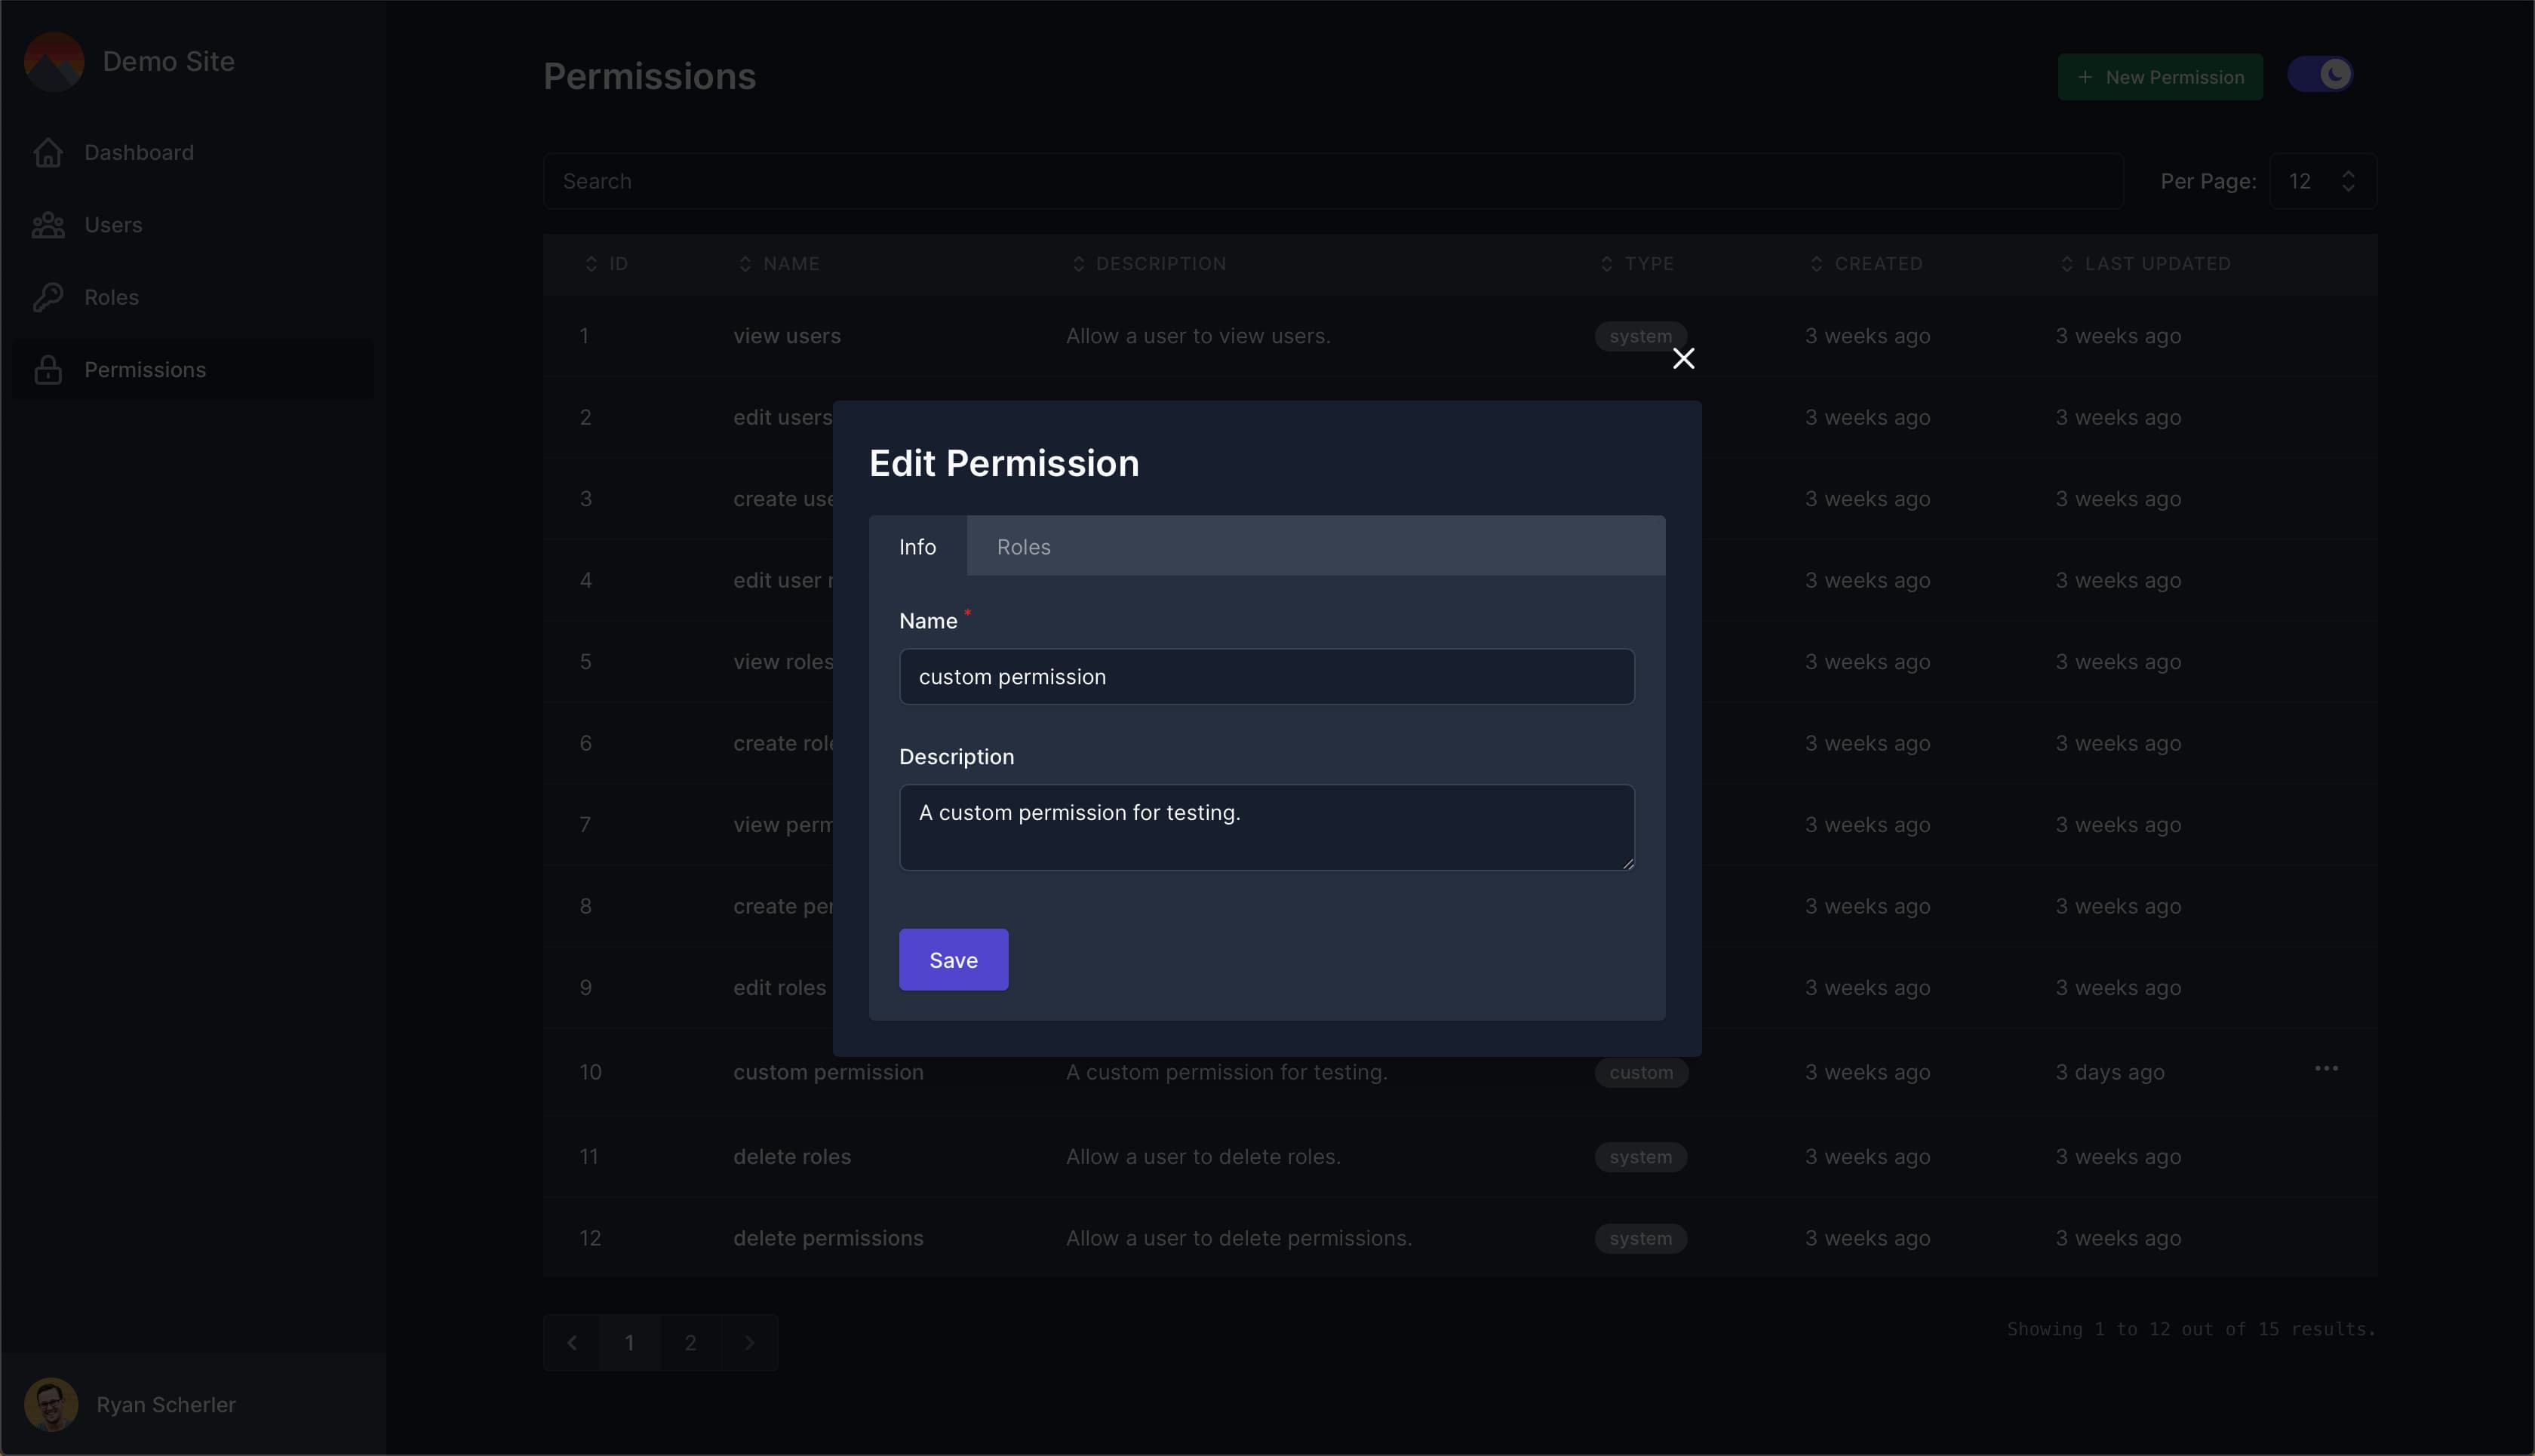 Demo Site
Dashboard
Users
Roles
Permissions
Ryan Scherler
Permissions
+ New Permission
Search
Per Page: 12
ID NAME DESCRIPTION TYPE CREATED LAST UPDATED
1 view users Allow a user to view users. system 3 weeks ago 3 weeks ago
2 edit users 3 weeks ago 3 weeks ago
3 create use 3 weeks ago 3 weeks ago
4 edit user 3 weeks ago 3 weeks ago
5 view roles 3 weeks ago 3 weeks ago
6 create role 3 weeks ago 3 weeks ago
7 view perm 3 weeks ago 3 weeks ago
8 create per 3 weeks ago 3 weeks ago
9 edit roles 3 weeks ago 3 weeks ago
10 custom permission A custom permission for testing. custom 3 weeks ago 3 days ago
11 delete roles Allow a user to delete roles. system 3 weeks ago 3 weeks ago
12 delete permissions Allow a user to delete permissions. system 3 weeks ago 3 weeks ago
1 2
Showing 1 to 12 out of 15 results.
Edit Permission
Info Roles
Name *
custom permission
Description
A custom permission for testing.
Save